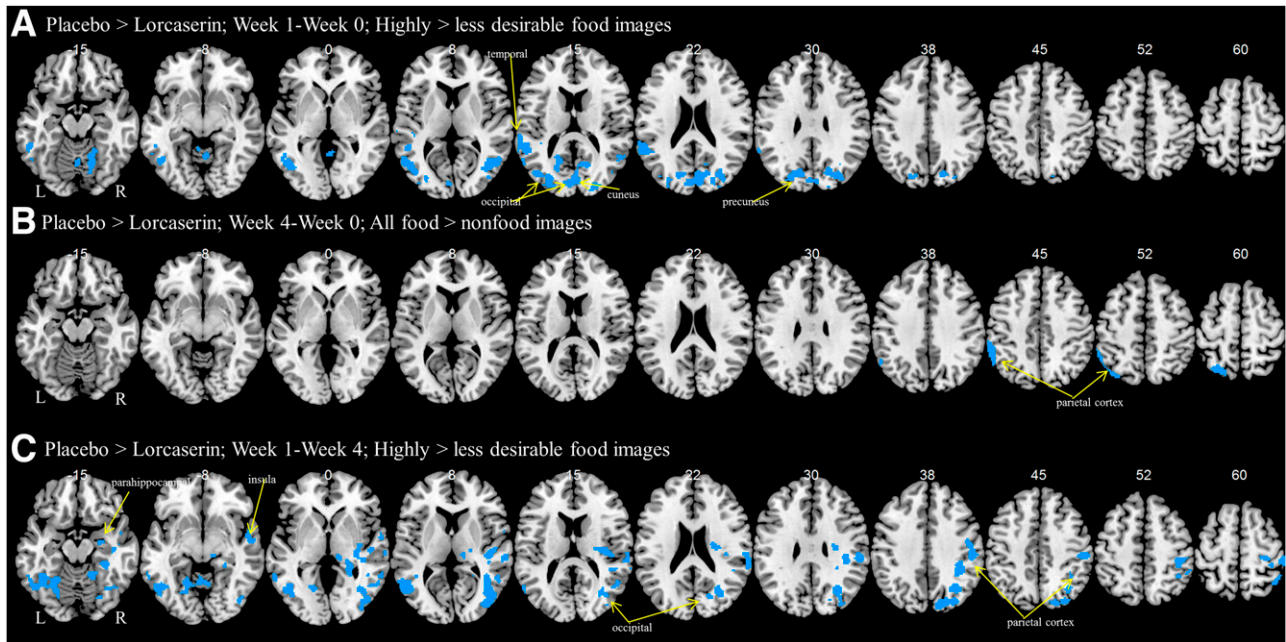 A Placebo > Lorcaserin; Week 1-Week 0; Highly > less desirable food images
-15 -8 0 8 15 22 30 38 45 52 60
temporal
L R
occipital cuneus precuneus
B Placebo > Lorcaserin; Week 4-Week 0; All food > nonfood images
-15 -8 0 8 15 22 30 38 45 52 60
L R
parietal cortex
C Placebo > Lorcaserin; Week 1-Week 4; Highly > less desirable food images
-15 -8 0 8 15 22 30 38 45 52 60
parahippocampal insula
L R
occipital parietal cortex